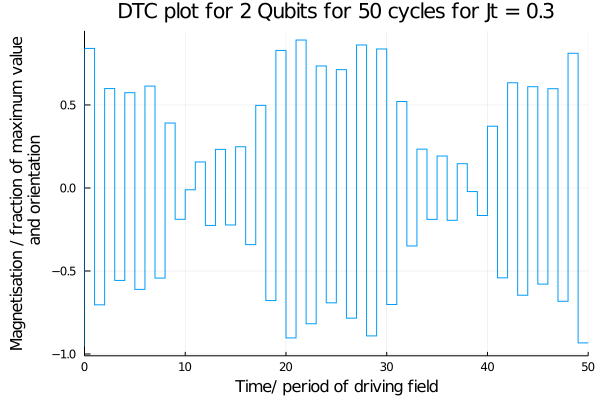 DTC plot for 2 Qubits for 50 cycles for Jt = 0.3
Magnetisation / fraction of maximum value
and orientation
0.5
0.0
−0.5
−1.0
0 10 20 30 40 50
Time/ period of driving field